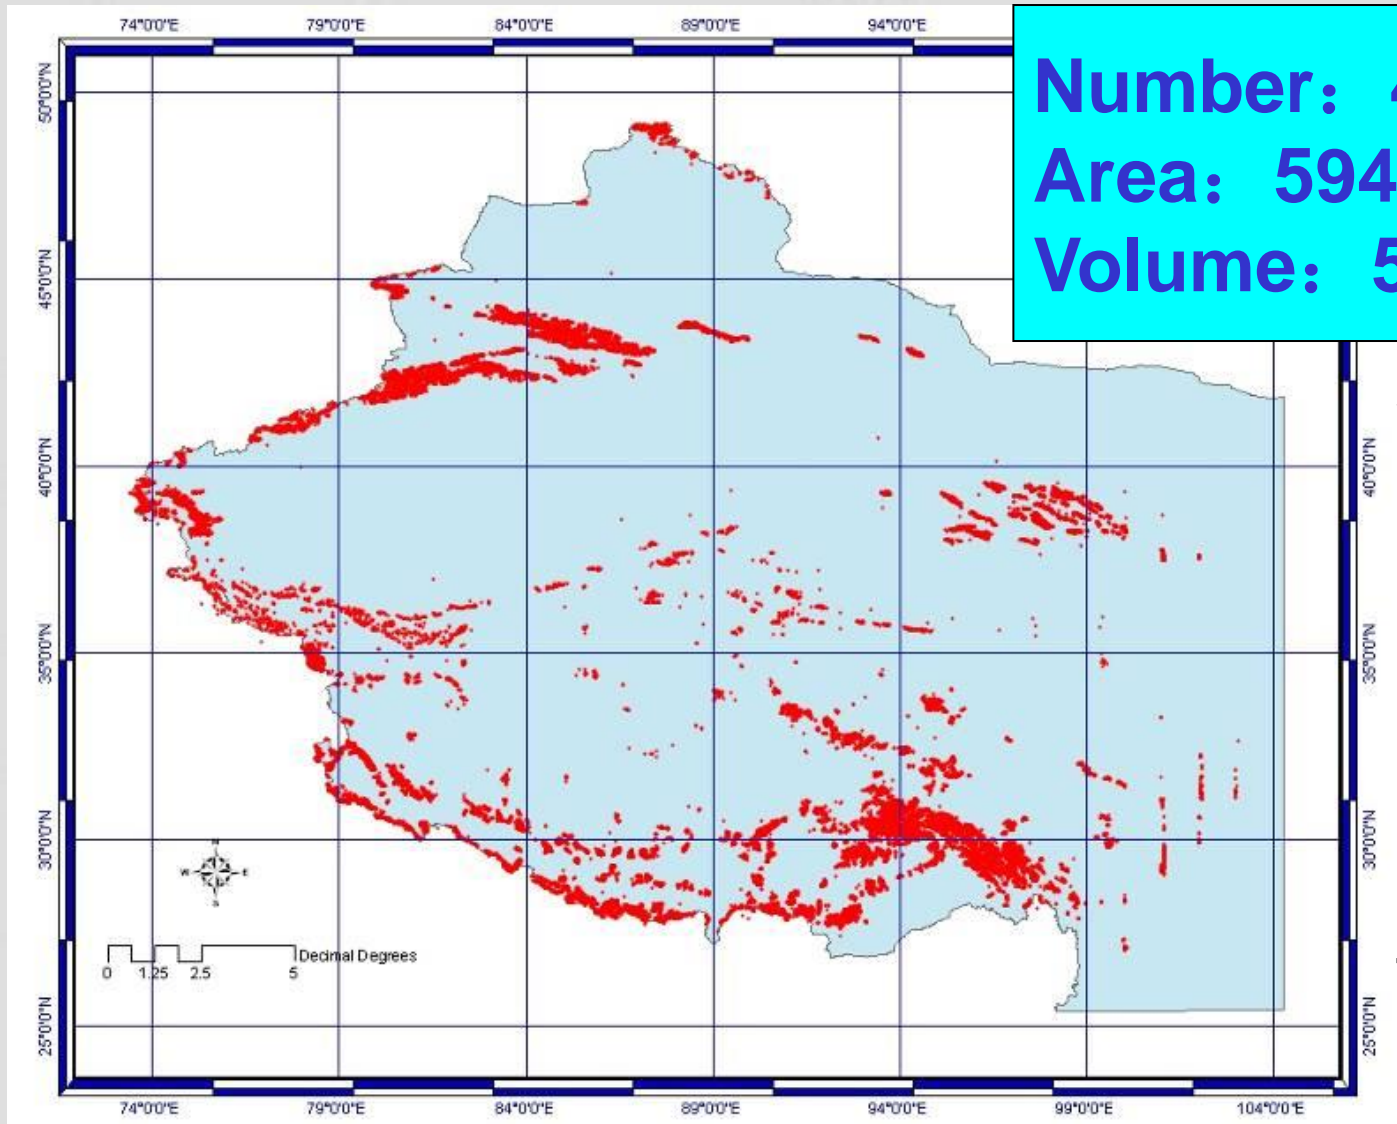 74°0'0"E 79°0'0"E 84°0'0"E 89°0'0"E 94°0'0"E
Number：4
Area：594
Volume：5
50°0'0"N
45°0'0"N
40°0'0"N 40°0'0"N
35°0'0"N 35°0'0"N
30°0'0"N 30°0'0"N
25°0'0"N 25°0'0"N
N
W E
S
Decimal Degrees
0 1.25 2.5 5
74°0'0"E 79°0'0"E 84°0'0"E 89°0'0"E 94°0'0"E 99°0'0"E 104°0'0"E